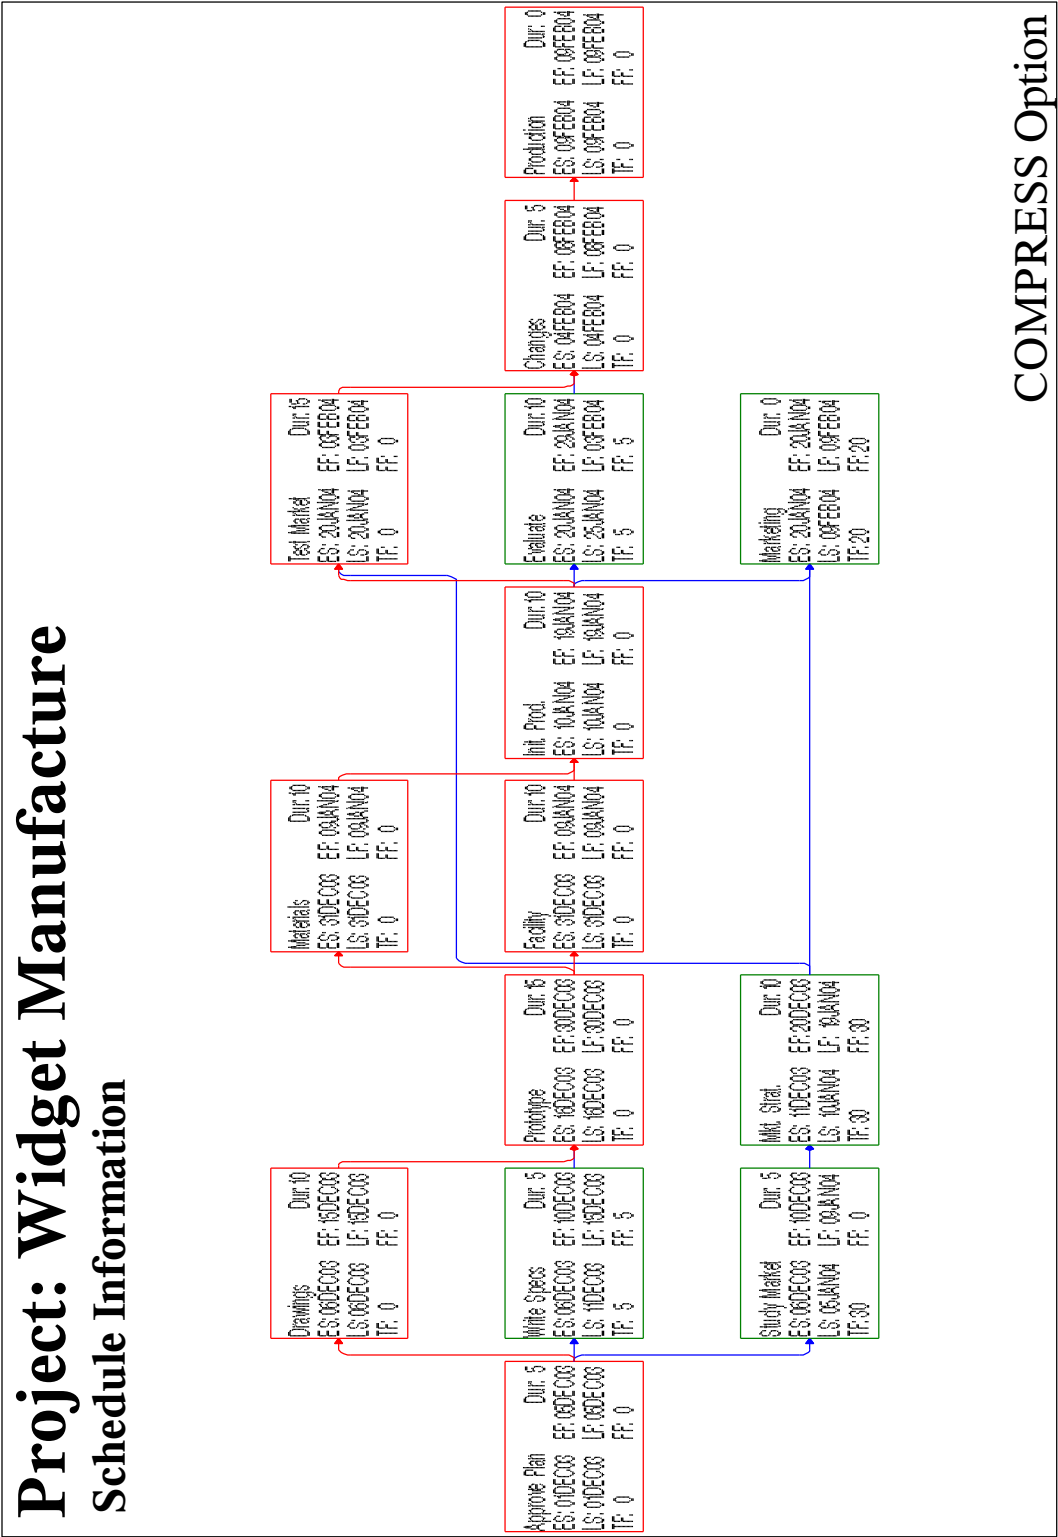 Project: Widget Manufacture
Schedule Information
Drawings Dur:10
ES:06DEC03 EF:15DEC03
LS:06DEC03 LF:15DEC03
TF: 0 FF: 0
Materials Dur:10
ES:31DEC03 EF:09JAN04
LS:31DEC03 LF:09JAN04
TF: 0 FF: 0
Test Market Dur:15
ES:20JAN04 EF:03FEB04
LS:20JAN04 LF:03FEB04
TF: 0 FF: 0
Approve Plan Dur: 5
ES:01DEC03 EF:05DEC03
LS:01DEC03 LF:05DEC03
TF: 0 FF: 0
Write Specs Dur: 5
ES:06DEC03 EF:10DEC03
LS:11DEC03 LF:15DEC03
TF: 5 FF: 5
Prototype Dur:15
ES:16DEC03 EF:30DEC03
LS:16DEC03 LF:30DEC03
TF: 0 FF: 0
Facility Dur:10
ES:31DEC03 EF:09JAN04
LS:31DEC03 LF:09JAN04
TF: 0 FF: 0
Init. Prod. Dur:10
ES:10JAN04 EF:19JAN04
LS:10JAN04 LF:19JAN04
TF: 0 FF: 0
Evaluate Dur:10
ES:20JAN04 EF:29JAN04
LS:25JAN04 LF:03FEB04
TF: 5 FF: 5
Changes Dur: 5
ES:04FEB04 EF:08FEB04
LS:04FEB04 LF:08FEB04
TF: 0 FF: 0
Production Dur: 0
ES:09FEB04 EF:09FEB04
LS:09FEB04 LF:09FEB04
TF: 0 FF: 0
Study Market Dur: 5
ES:06DEC03 EF:10DEC03
LS:05JAN04 LF:09JAN04
TF:30 FF: 0
Mkt. Strat. Dur:10
ES:11DEC03 EF:20DEC03
LS:10JAN04 LF:19JAN04
TF:30 FF:30
Marketing Dur: 0
ES:20JAN04 EF:20JAN04
LS:09FEB04 LF:09FEB04
TF:20 FF:20
COMPRESS Option